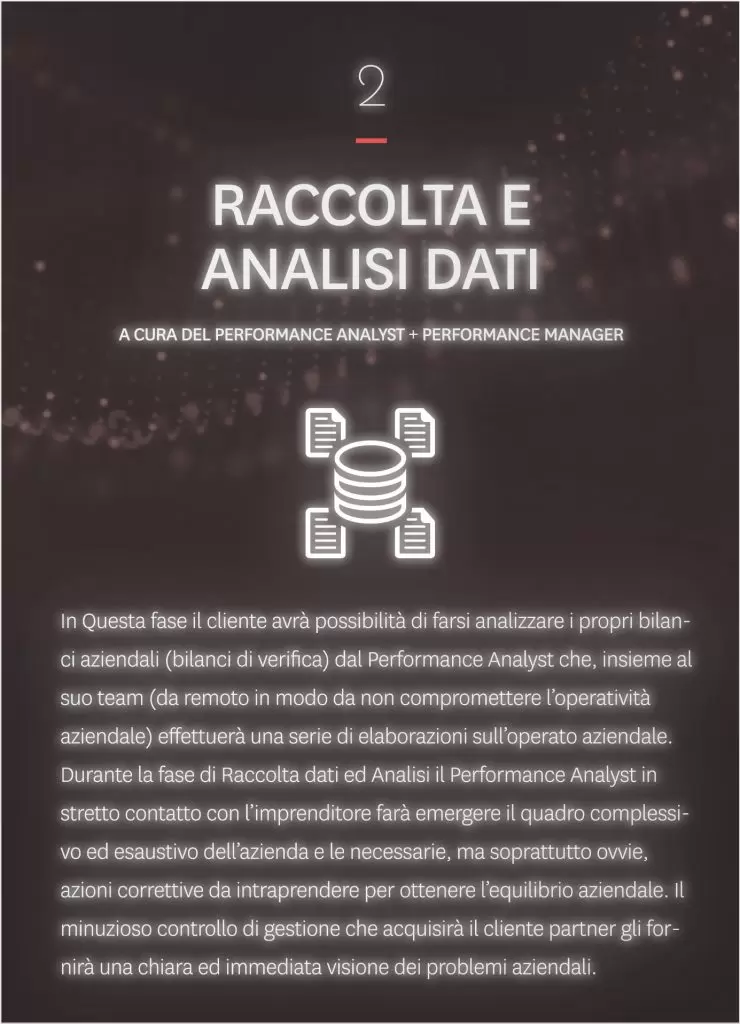 2
RACCOLTA E
ANALISI DATI
A CURA DEL PERFORMANCE ANALYST + PERFORMANCE MANAGER
In Questa fase il cliente avrà possibilità di farsi analizzare i propri bilan-
ci aziendali (bilanci di verifica) dal Performance Analyst che, insieme al
suo team (da remoto in modo da non compromettere l'operatività
aziendale) effettuerà una serie di elaborazioni sull'operato aziendale.
Durante la fase di Raccolta dati ed Analisi il Performance Analyst in
stretto contatto con l'imprenditore farà emergere il quadro complessi-
vo ed esaustivo dell'azienda e le necessarie, ma soprattutto ovvie,
azioni correttive da intraprendere per ottenere l'equilibrio aziendale. Il
minuzioso controllo di gestione che acquisirà il cliente partner gli for-
nirà una chiara ed immediata visione dei problemi aziendali.